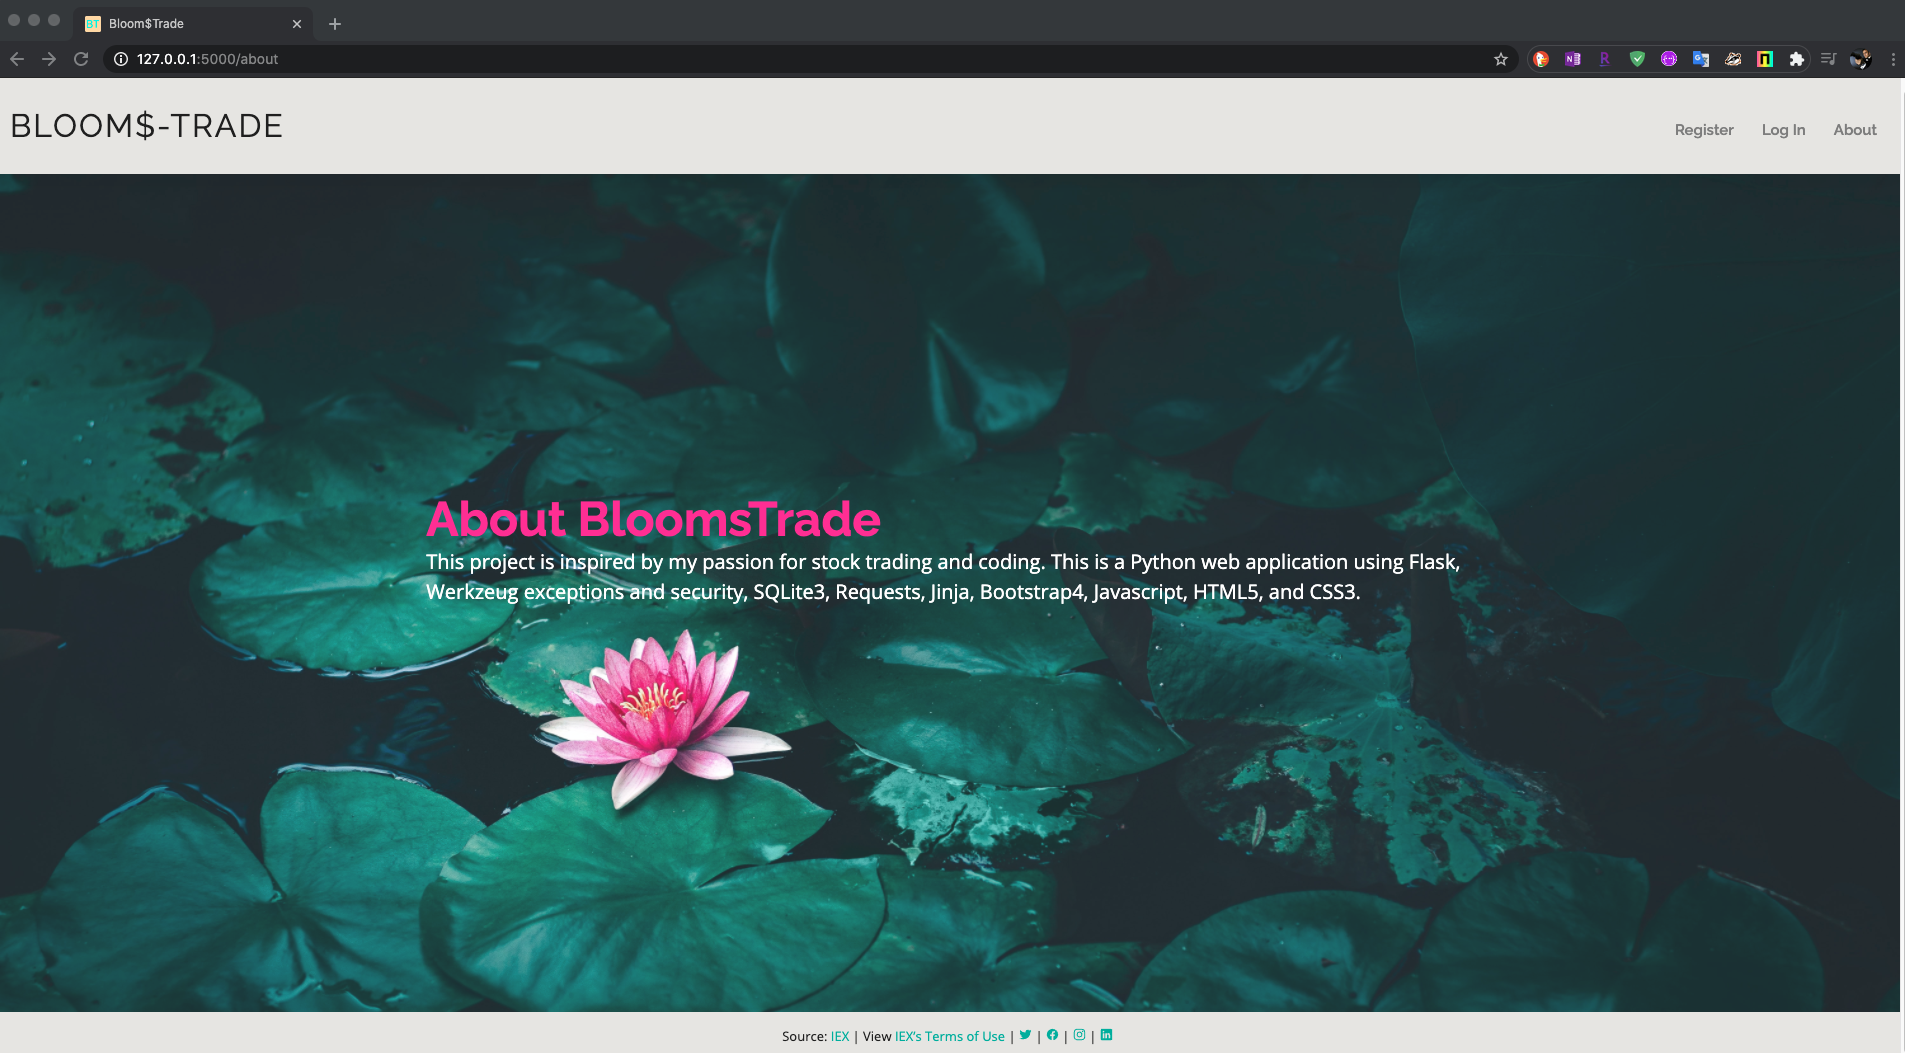 BT Bloom$Trade
127.0.0.1:5000/about
BLOOM$-TRADE
Register Log In About
About BloomsTrade
This project is inspired by my passion for stock trading and coding. This is a Python web application using Flask,
Werkzeug exceptions and security, SQLite3, Requests, Jinja, Bootstrap4, Javascript, HTML5, and CSS3.
Source: IEX | View IEX's Terms of Use | | | |